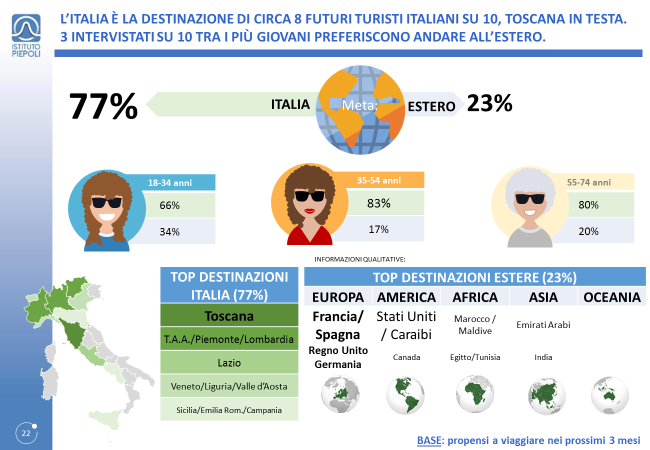 L'ITALIA È LA DESTINAZIONE DI CIRCA 8 FUTURI TURISTI ITALIANI SU 10, TOSCANA IN TESTA.
3 INTERVISTATI SU 10 TRA I PIÙ GIOVANI PREFERISCONO ANDARE ALL'ESTERO.
ISTITUTO
PIEPOLI
77% ITALIA Meta: ESTERO 23%
18-34 anni
66%
34%
35-54 anni
83%
17%
55-74 anni
80%
20%
INFORMAZIONI QUALITATIVE:
TOP DESTINAZIONI
ITALIA (77%)
Toscana
T.A.A./Piemonte/Lombardia
Lazio
Veneto/Liguria/Valle d'Aosta
Sicilia/Emilia Rom./Campania
TOP DESTINAZIONI ESTERE (23%)
EUROPA AMERICA AFRICA ASIA OCEANIA
Francia/
Spagna
Stati Uniti
/ Caraibi
Marocco /
Maldive
Emirati Arabi
Regno Unito
Germania
Canada
Egitto/Tunisia
India
22
BASE: propensi a viaggiare nei prossimi 3 mesi